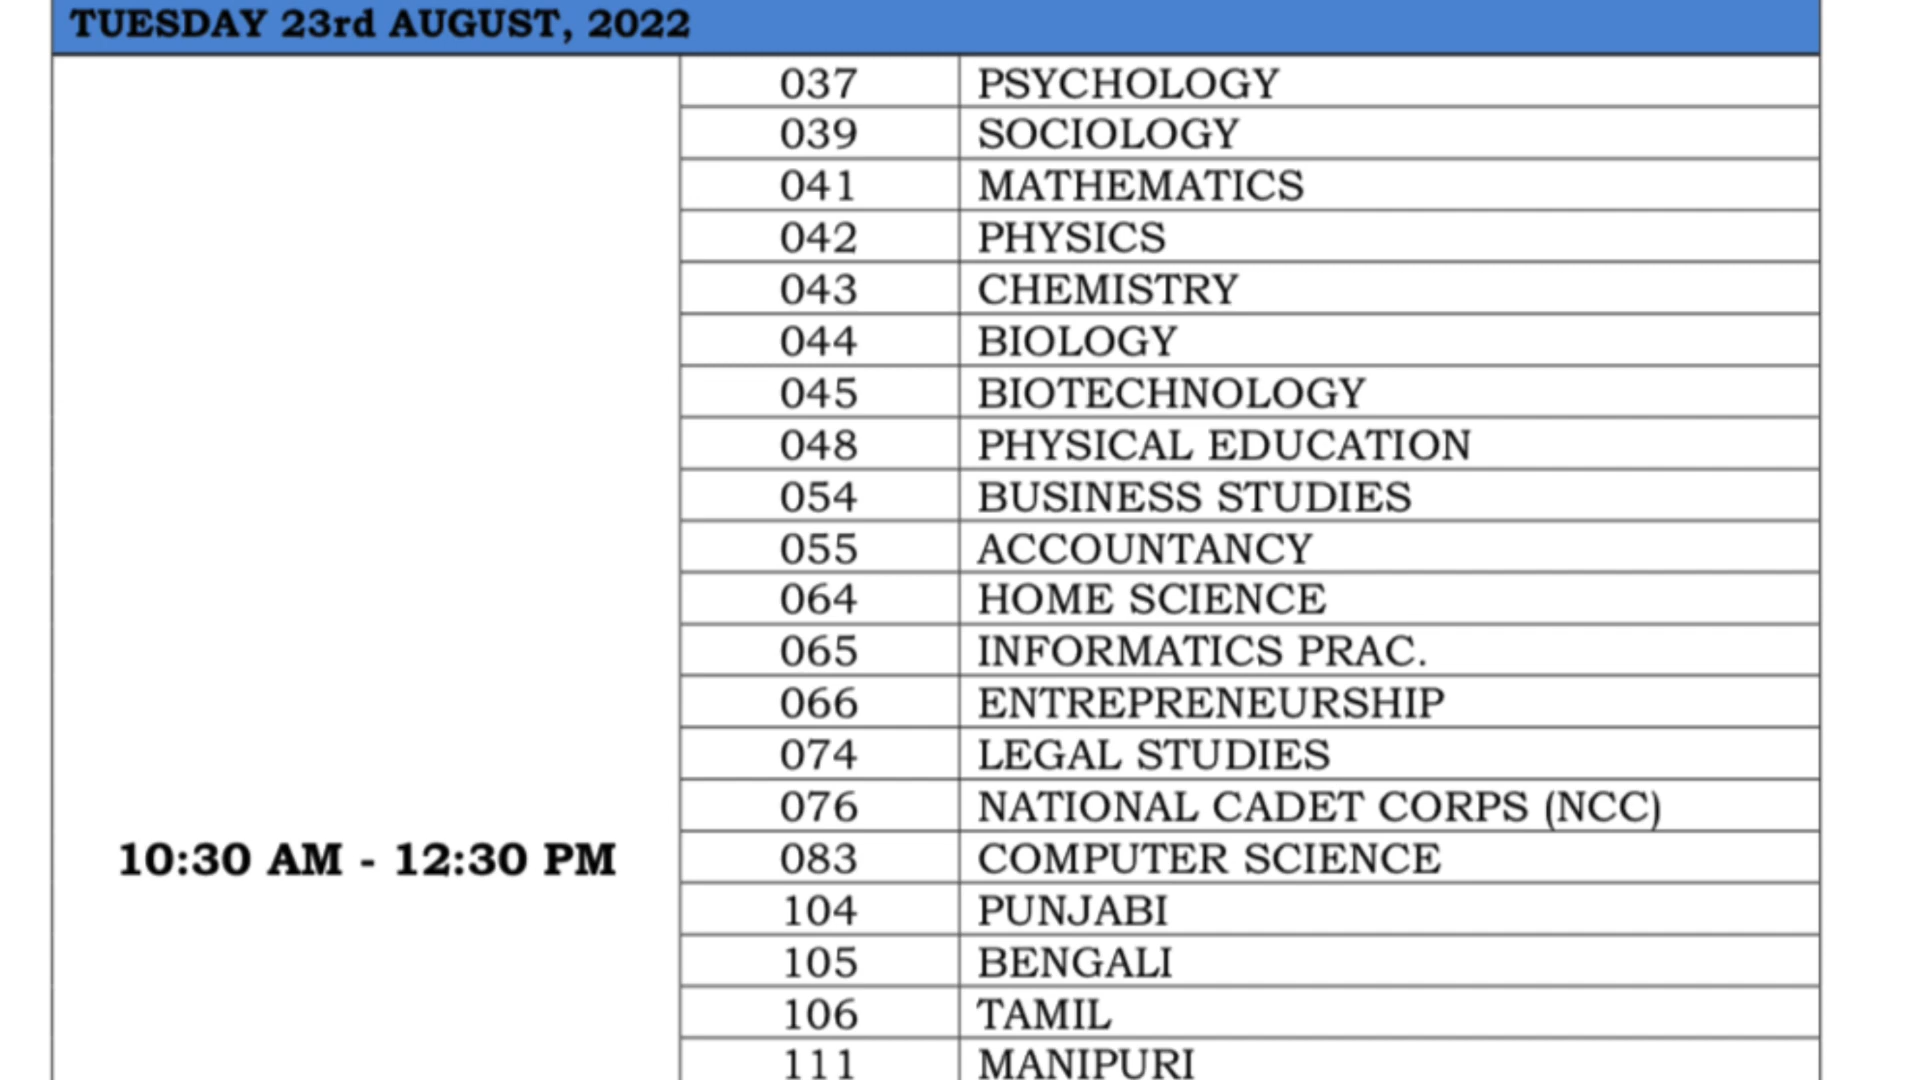 TUESDAY 23rd AUGUST, 2022
037 PSYCHOLOGY
039 SOCIOLOGY
041 MATHEMATICS
042 PHYSICS
043 CHEMISTRY
044 BIOLOGY
045 BIOTECHNOLOGY
048 PHYSICAL EDUCATION
054 BUSINESS STUDIES
055 ACCOUNTANCY
064 HOME SCIENCE
065 INFORMATICS PRAC.
066 ENTREPRENEURSHIP
074 LEGAL STUDIES
076 NATIONAL CADET CORPS (NCC)
10:30 AM - 12:30 PM 083 COMPUTER SCIENCE
104 PUNJABI
105 BENGALI
106 TAMIL
111 MANIPURI